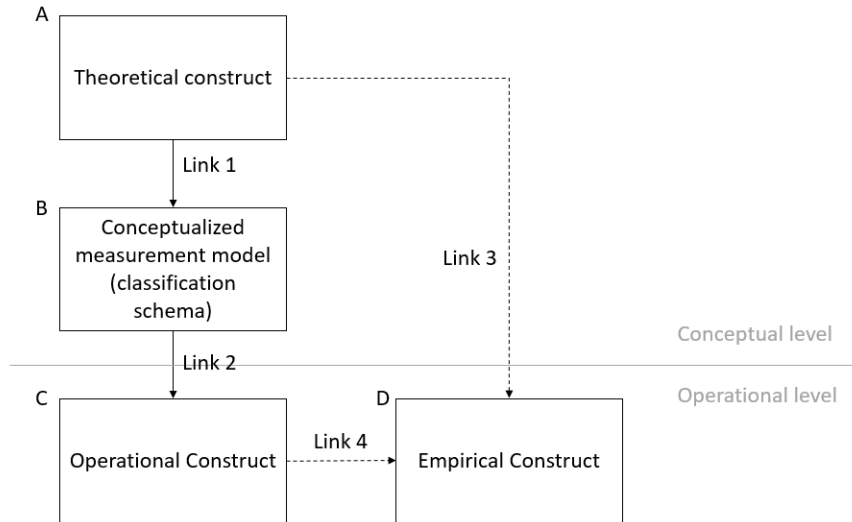 A
Theoretical construct
Link 1
B
Conceptualized
measurement model
(classification
schema)
Link 3
Conceptual level
Link 2
Operational level
C
D
Operational Construct
Link 4
Empirical Construct